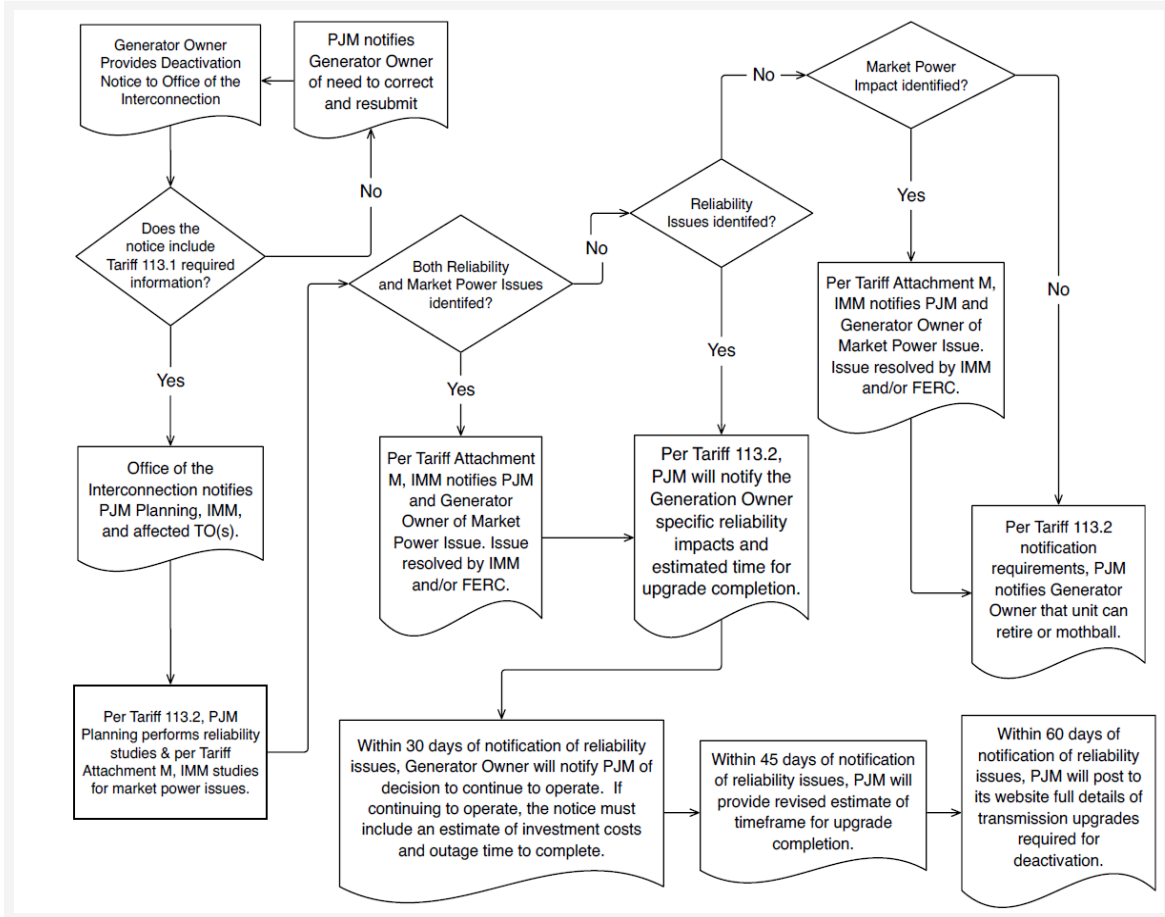 Generator Owner
Provides Deactivation
Notice to Office of the
Interconnection
PJM notifies
Generator Owner
of need to correct
and resubmit
No
Does the
notice include
Tariff 113.1 required
information?
Yes
Office of the
Interconnection notifies
PJM Planning, IMM,
and affected TO(s).
Per Tariff 113.2, PJM
Planning performs reliability
studies & per Tariff
Attachment M, IMM studies
for market power issues.
Both Reliability
and Market Power Issues
identifed?
No
Yes
Per Tariff Attachment
M, IMM notifies PJM
and Generator
Owner of Market
Power Issue. Issue
resolved by IMM
and/or FERC.
Reliability
Issues identifed?
No
Yes
Per Tariff 113.2,
PJM will notify the
Generation Owner
specific reliability
impacts and
estimated time for
upgrade completion.
Market Power
Impact identified?
Yes
No
Per Tariff Attachment M,
IMM notifies PJM and
Generator Owner of
Market Power Issue.
Issue resolved by IMM
and/or FERC.
Per Tariff 113.2
notification
requirements, PJM
notifies Generator
Owner that unit can
retire or mothball.
Within 30 days of notification of reliability
issues, Generator Owner will notify PJM of
decision to continue to operate. If
continuing to operate, the notice must
include an estimate of investment costs
and outage time to complete.
Within 45 days of notification
of reliability issues, PJM will
provide revised estimate of
timeframe for upgrade
completion.
Within 60 days of
notification of reliability
issues, PJM will post to
its website full details of
transmission upgrades
required for
deactivation.